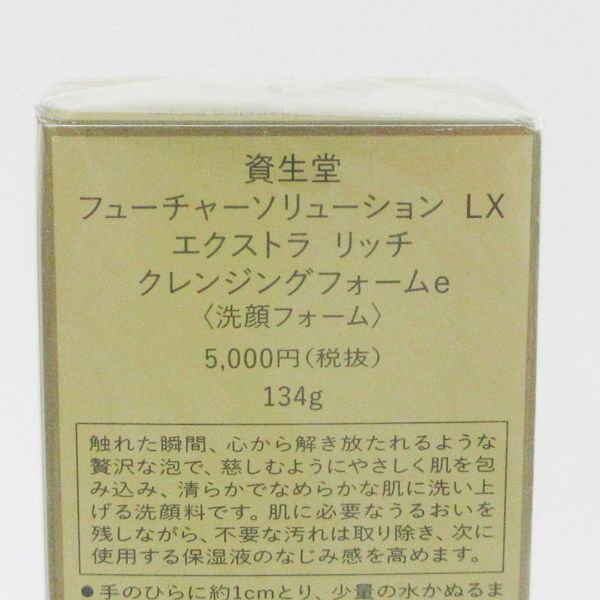 資生堂
フューチャーソリューション LX
エクストラ リッチ
クレンジングフォームe
〈洗顔フォーム〉
5,000円(税抜)
134g
触れた瞬間、心から解き放たれるような
贅沢な泡で、慈しむようにやさしく肌を包
み込み、清らかでなめらかな肌に洗い上
げる洗顔料です。肌に必要なうるおいを
残しながら、不要な汚れは取り除き、次に
使用する保湿液のなじみ感を高めます。
●手のひらに約1cmとり、少量の水かぬるま